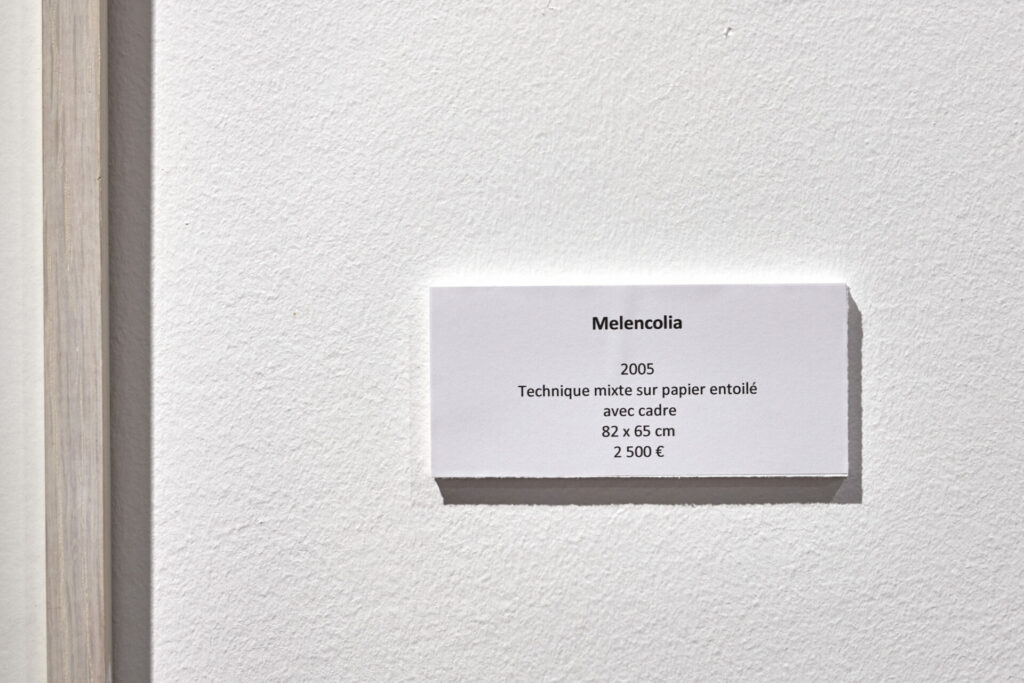 Melencolia
2005
Technique mixte sur papier entoilé
avec cadre
82 x 65 cm
2 500 €